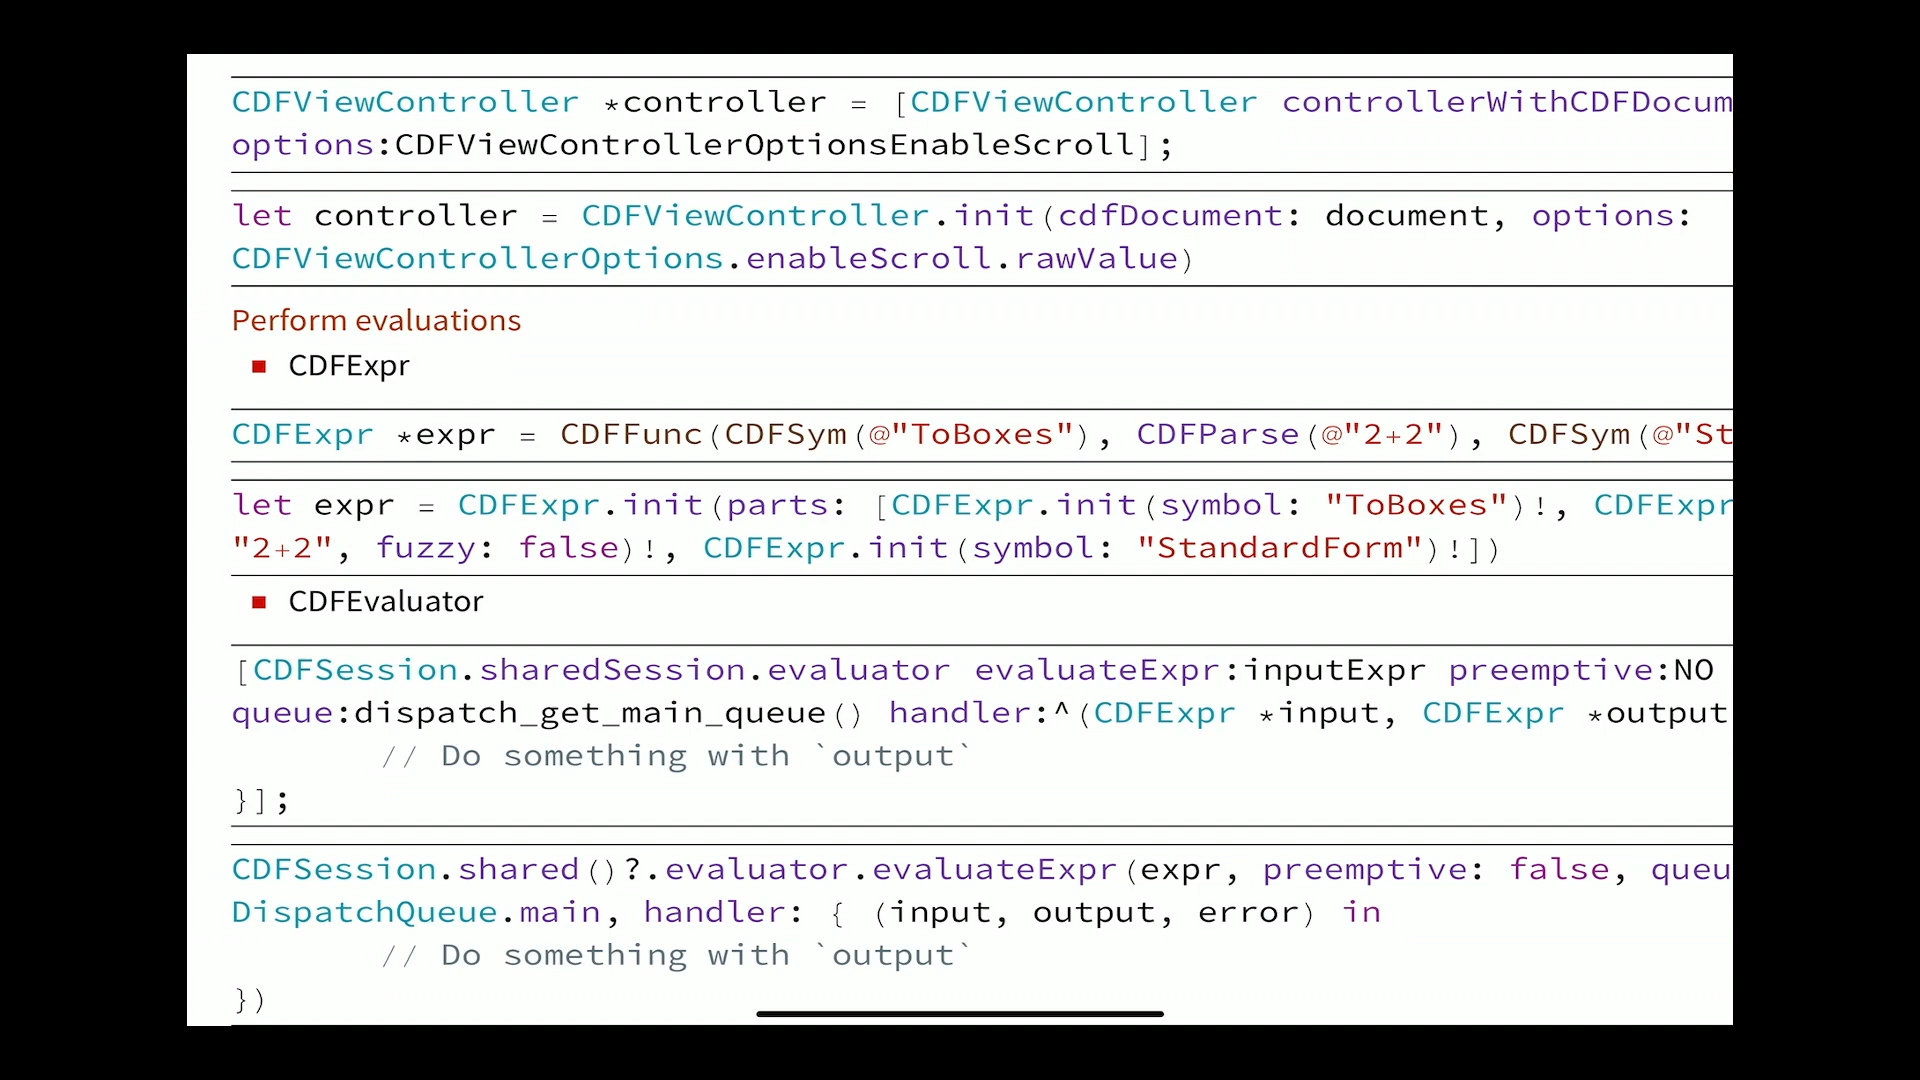 CDFViewController *controller = [CDFViewController controllerWithCDFDocum
options:CDFViewControllerOptionsEnableScroll];
let controller = CDFViewController.init(cdfDocument: document, options:
CDFViewControllerOptions.enableScroll.rawValue)
Perform evaluations
■ CDFExpr
CDFExpr *expr = CDFFunc(CDFSym(@"ToBoxes"), CDFParse(@"2+2"), CDFSym(@"St
let expr = CDFExpr.init(parts: [CDFExpr.init(symbol: "ToBoxes")!, CDFExpr
"2+2", fuzzy: false)!, CDFExpr.init(symbol: "StandardForm")!])
■ CDFEvaluator
[CDFSession.sharedSession.evaluator evaluateExpr:inputExpr preemptive:NO
queue:dispatch_get_main_queue() handler:^(CDFExpr *input, CDFExpr *output
// Do something with `output`
}];
CDFSession.shared()?.evaluator.evaluateExpr(expr, preemptive: false, queu
DispatchQueue.main, handler: { (input, output, error) in
// Do something with `output`
})